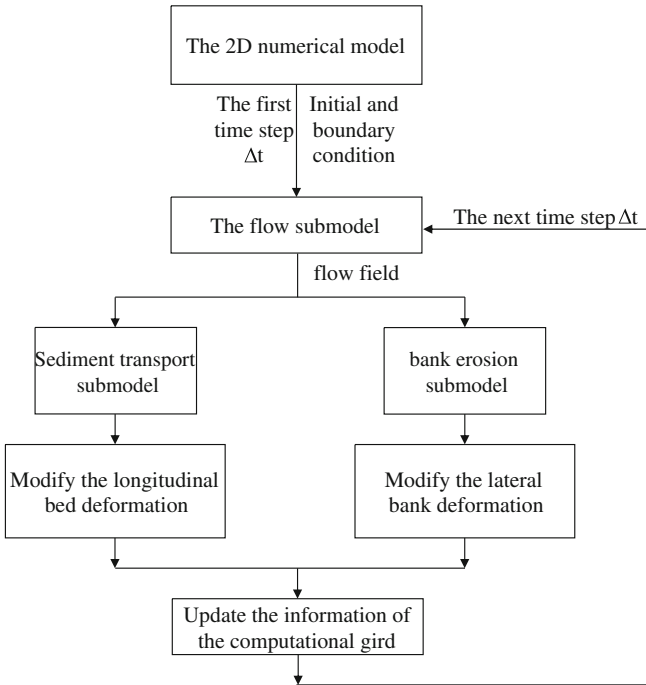 The 2D numerical model
The first
time step
Δt
Initial and
boundary
condition
The flow submodel
The next time step Δt
flow field
Sediment transport
submodel
bank erosion
submodel
Modify the longitudinal
bed deformation
Modify the lateral
bank deformation
Update the information of
the computational gird